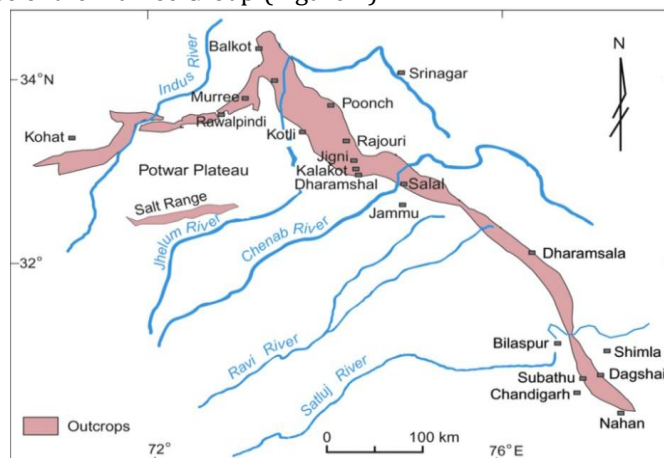 Balkot
Indus River
N
34°N
Srinagar
Murree
Poonch
Rawalpindi
Kohat
Kotli
Rajouri
Jigni
Potwar Plateau
Kalakot
Dharamshal
Salal
Salt Range
Jammu
Jhelum River
Chenab River
Dharamsala
32°
Ravi River
Bilaspur
Shimla
Satluj River
Subathu
Dagshai
Chandigarh
Nahan
Outcrops
72°
0 100 km
76°E